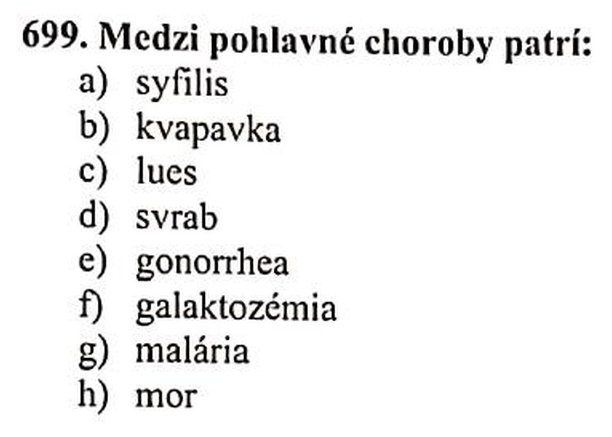 699. Medzi pohlavné choroby patrí:
a) syfilis
b) kvapavka
c) lues
d) svrab
e) gonorrhea
f) galaktozémia
g) malária
h) mor